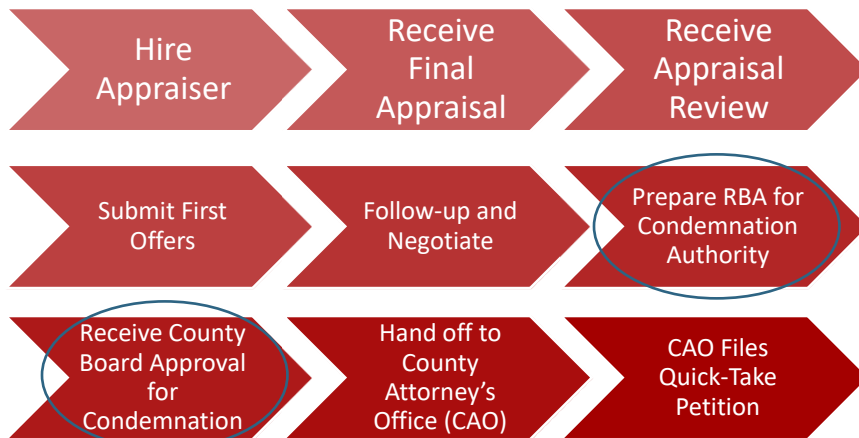 Hire
Appraiser
Receive
Final
Appraisal
Receive
Appraisal
Review
Submit First
Offers
Follow-up and
Negotiate
Prepare RBA for
Condemnation
Authority
Receive County
Board Approval
for
Condemnation
Hand off to
County
Attorney’s
Office (CAO)
CAO Files
Quick-Take
Petition